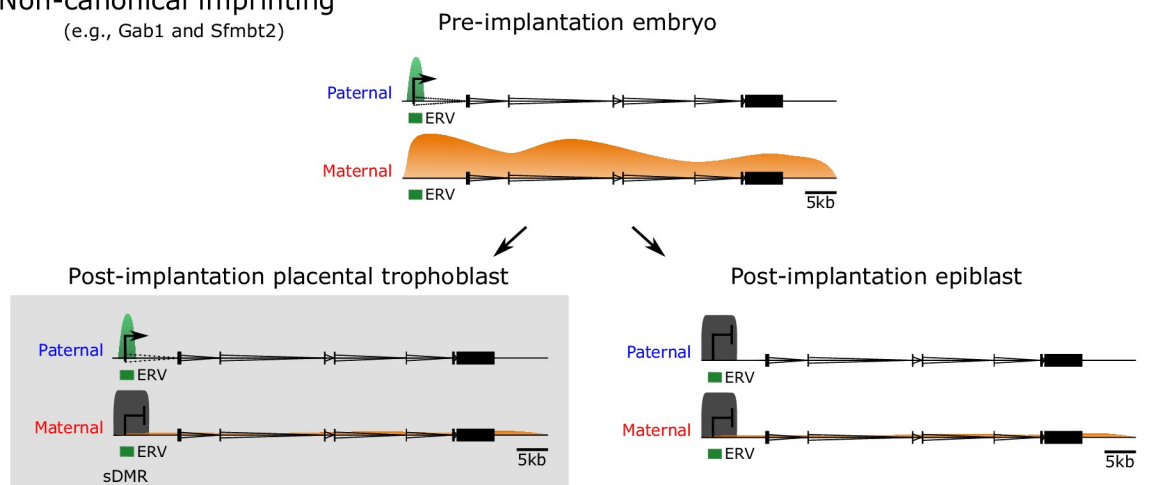 Non-canonical imprinting
(e.g., Gab1 and Sfmbt2)
Pre-implantation embryo
Paternal
ERV
Maternal
ERV
5kb
Post-implantation placental trophoblast
Paternal
ERV
Maternal
ERV
5kb
sDMR
Post-implantation epiblast
Paternal
ERV
Maternal
ERV
5kb